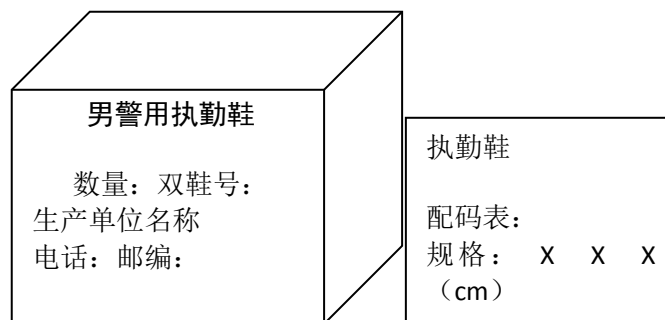 男警用执勤鞋
数量：双鞋号：
生产单位名称
电话：邮编：
执勤鞋
配码表：
规格： X X X
（cm）